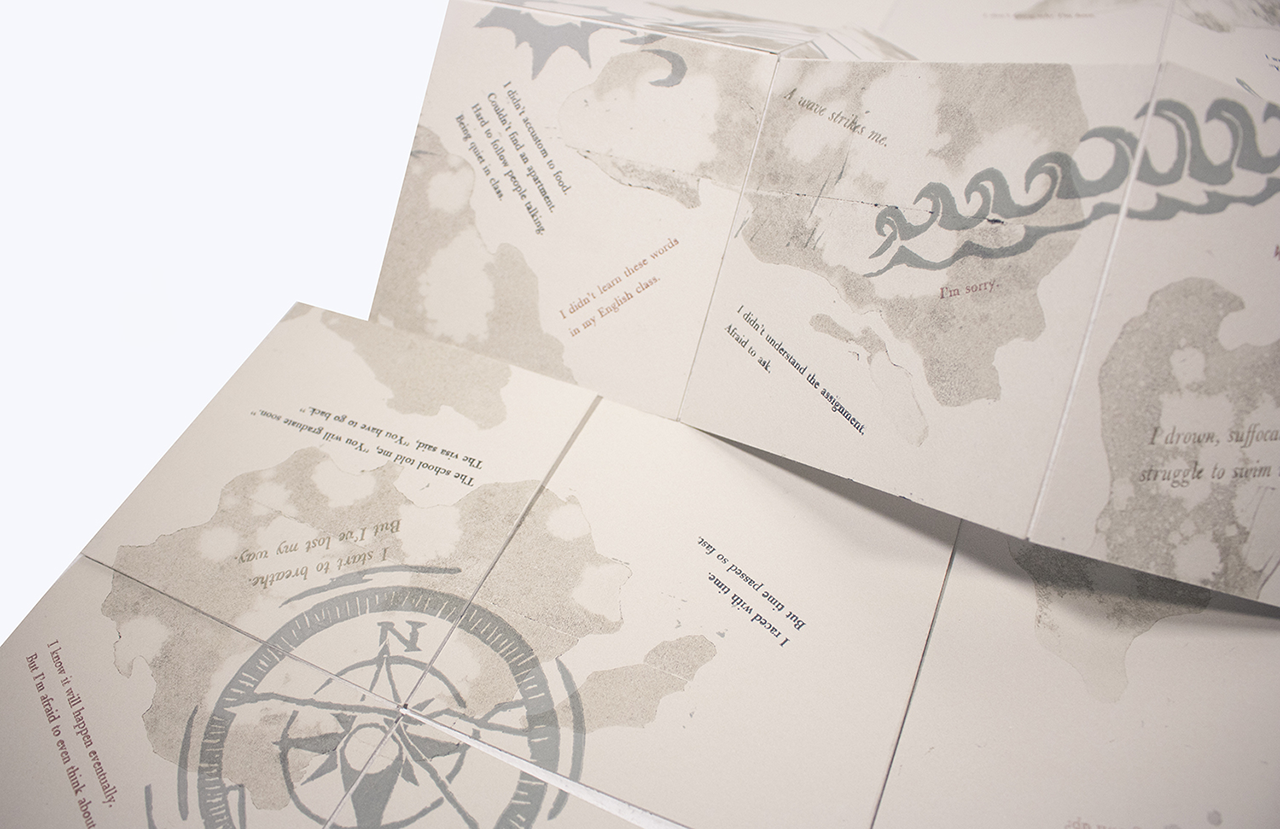 I didn't accustom to food.
Couldn't find an apartment.
Hard to follow people talking.
Being quiet in class.
I didn't learn these words
in my English class.
A wave strikes me.
I'm sorry.
I didn't understand the assignment.
Afraid to ask.
I drown,
struggle to swim
The school told me, "You will graduate soon."
The visa said, "You have to go back."
I start to breathe.
But I've lost my way.
I raced with time.
But time passed so fast.
N
I know it will happen eventually.
But I'm afraid to even think about